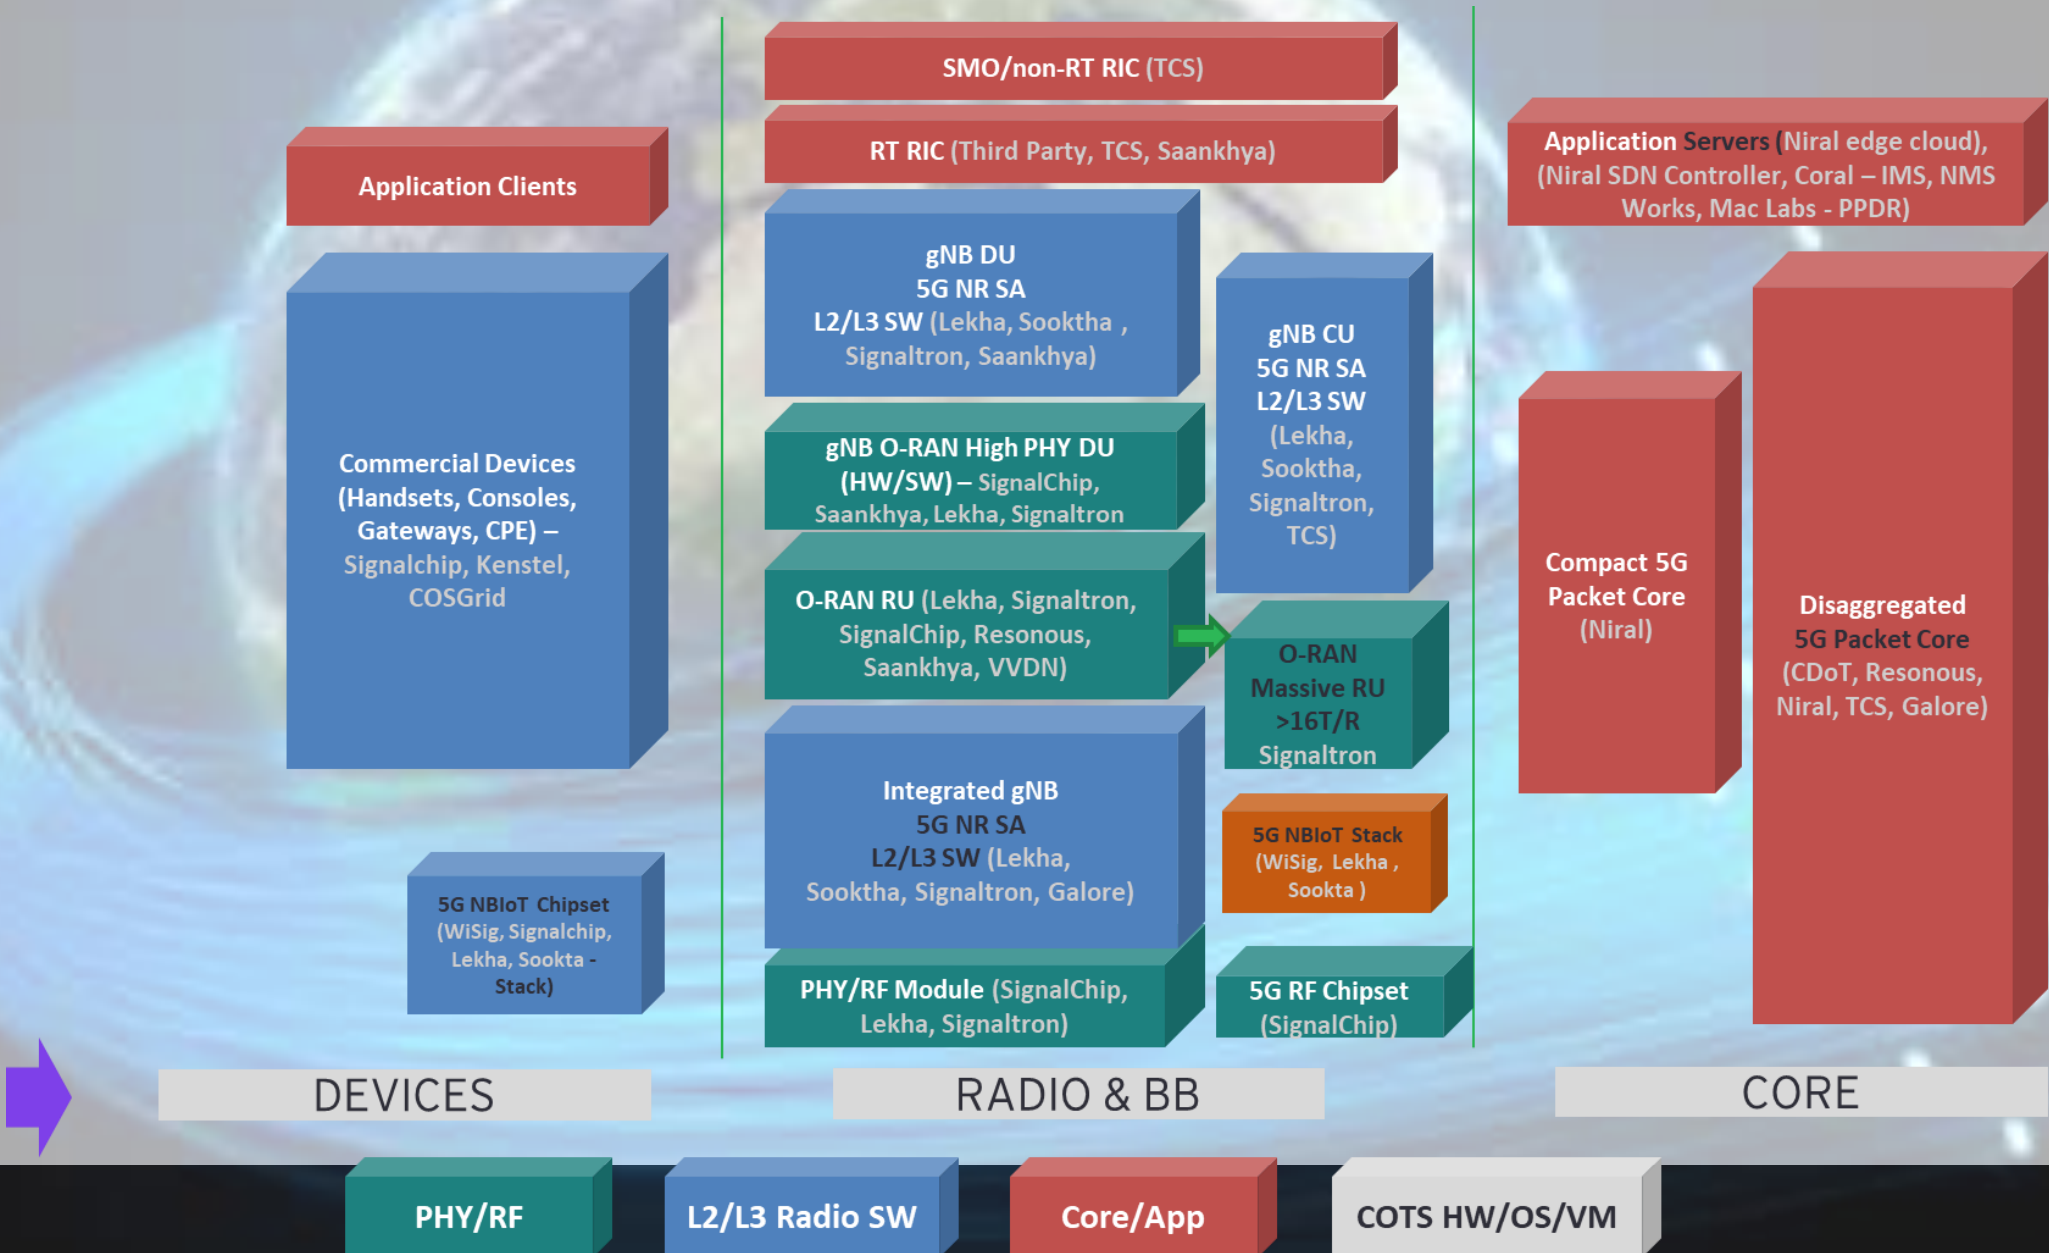 SMO/non-RT RIC (TCS)
RT RIC (Third Party, TCS, Saankhya)
Application Clients
Commercial Devices
(Handsets, Consoles,
Gateways, CPE) –
Signalchip, Kenstel,
COSGrid
5G NBIoT Chipset
(WiSig, Signalchip,
Lekha, Sookta -
Stack)
gNB DU
5G NR SA
L2/L3 SW (Lekha, Sooktha ,
Signaltron, Saankhya)
gNB O-RAN High PHY DU
(HW/SW) – SignalChip,
Saankhya, Lekha, Signaltron
O-RAN RU (Lekha, Signaltron,
SignalChip, Resonous,
Saankhya, VVDN)
Integrated gNB
5G NR SA
L2/L3 SW (Lekha,
Sooktha, Signaltron, Galore)
PHY/RF Module (SignalChip,
Lekha, Signaltron)
gNB CU
5G NR SA
L2/L3 SW
(Lekha,
Sooktha,
Signaltron,
TCS)
O-RAN
Massive RU
>16T/R
Signaltron
5G NBIoT Stack
(WiSig, Lekha ,
Sookta )
5G RF Chipset
(SignalChip)
Application Servers (Niral edge cloud),
(Niral SDN Controller, Coral – IMS, NMS
Works, Mac Labs - PPDR)
Compact 5G
Packet Core
(Niral)
Disaggregated
5G Packet Core
(CDoT, Resonous,
Niral, TCS, Galore)
DEVICES
RADIO & BB
CORE
PHY/RF
L2/L3 Radio SW
Core/App
COTS HW/OS/VM